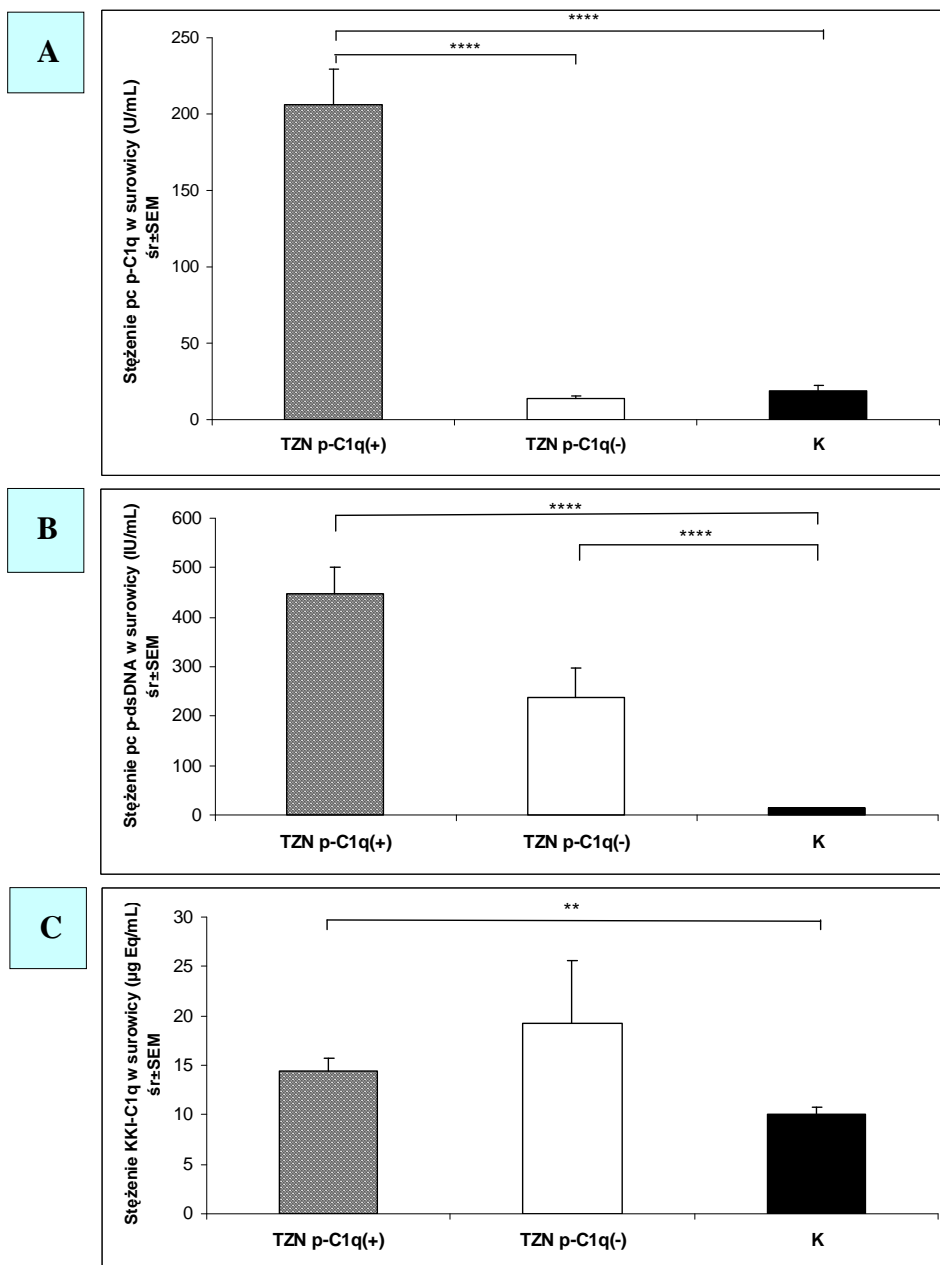 A
Stężenie pc p-C1q w surowicy (U/mL)
śr±SEM
250
200
150
100
50
0
****
****
TZN p-C1q(+)
TZN p-C1q(-)
K
B
Stężenie pc p-dsDNA w surowicy (IU/mL)
śr±SEM
600
500
400
300
200
100
0
****
****
TZN p-C1q(+)
TZN p-C1q(-)
K
C
Stężenie KKI-C1q w surowicy (µg Eq/mL)
śr±SEM
30
25
20
15
10
5
0
**
TZN p-C1q(+)
TZN p-C1q(-)
K